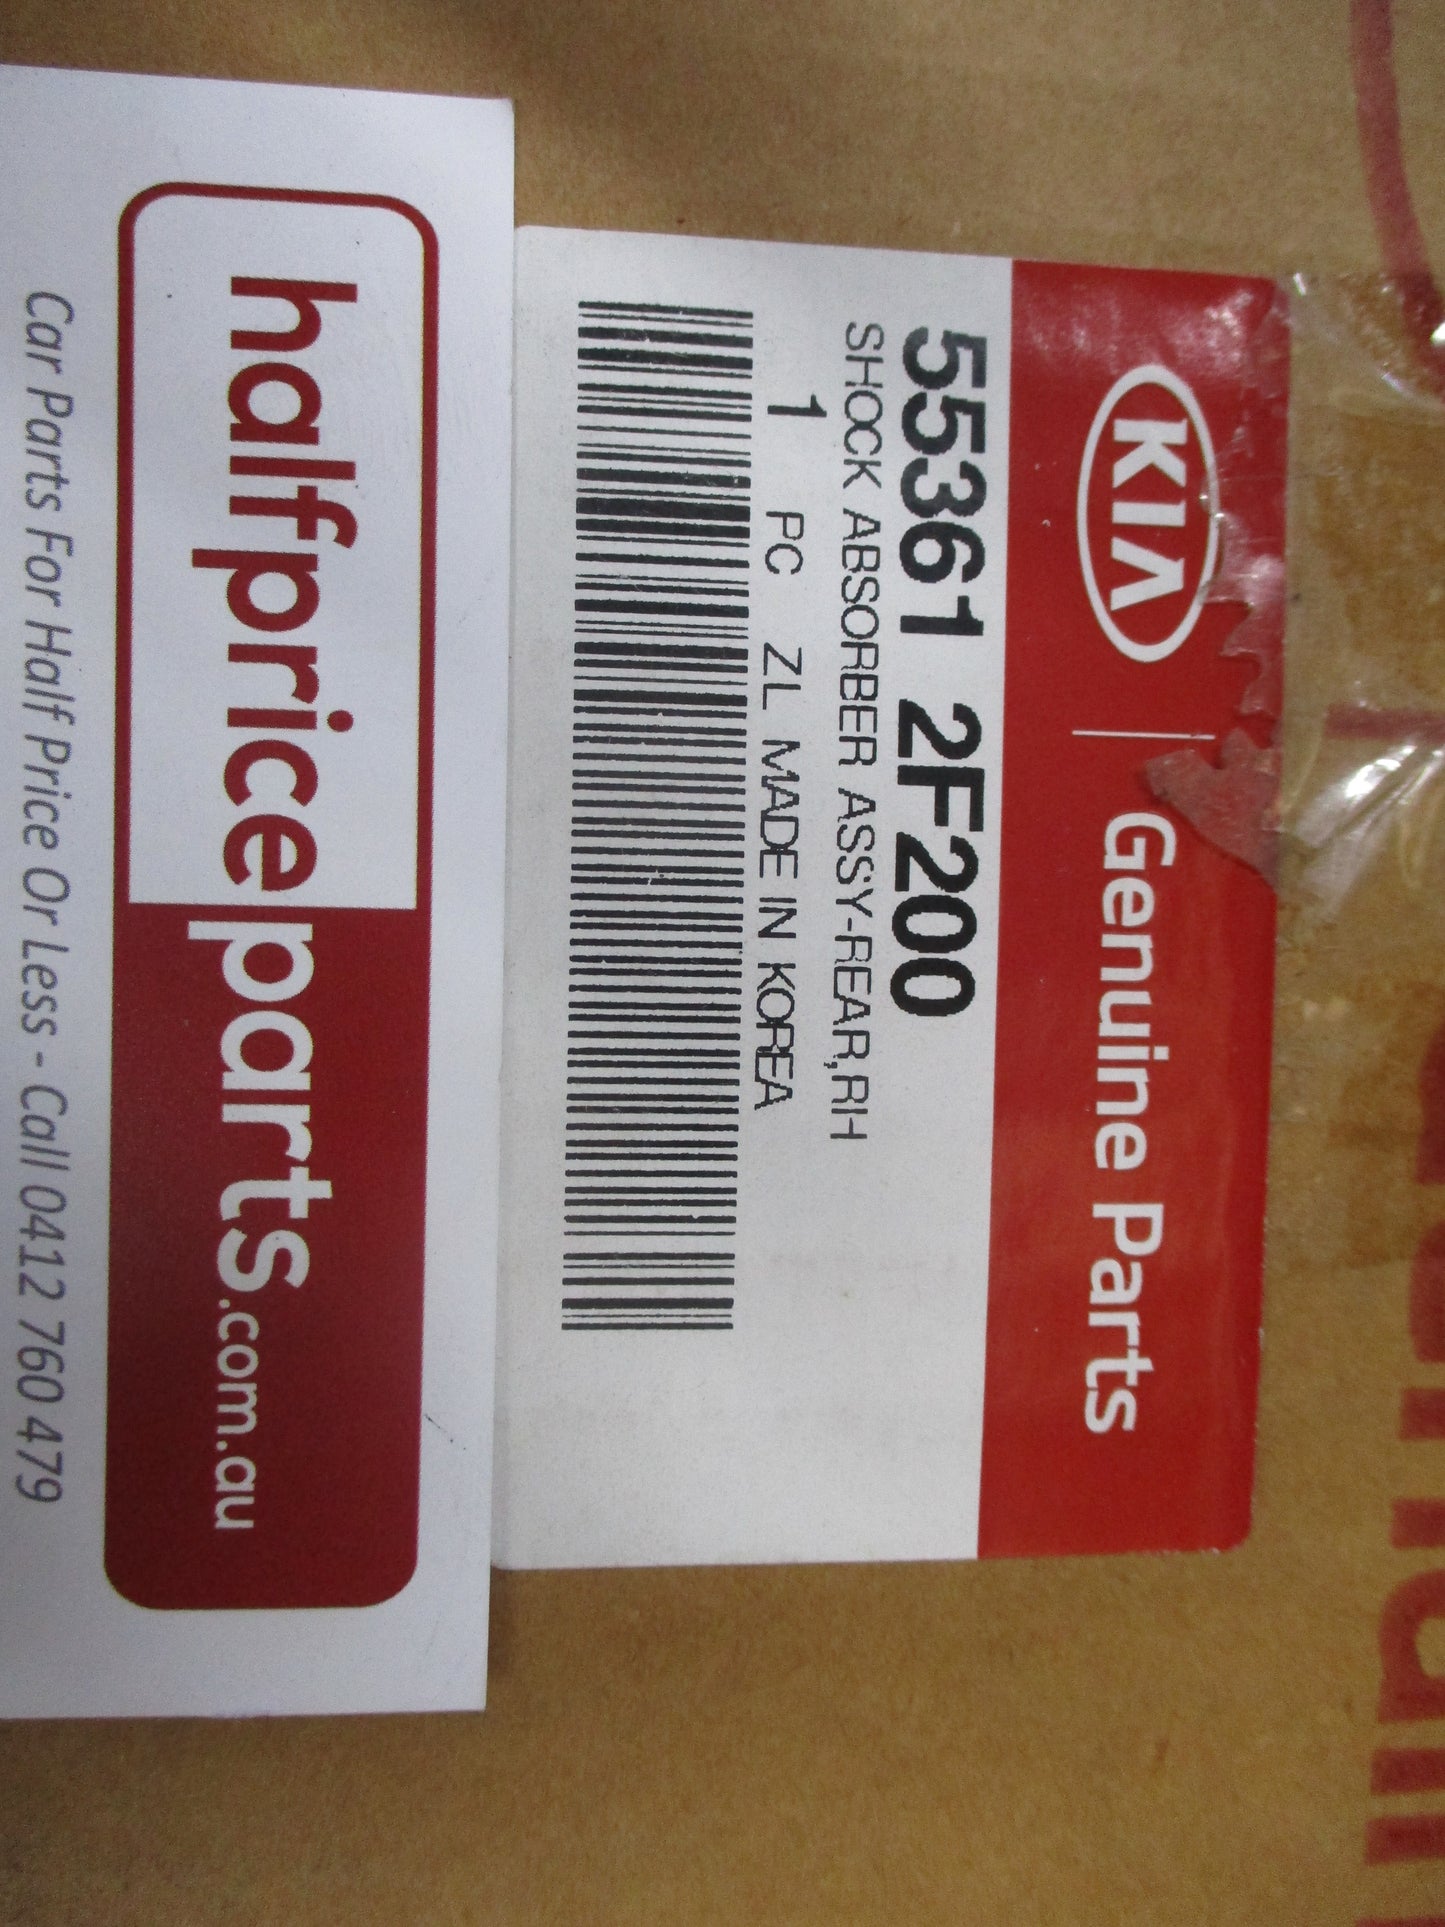 KIA | Genuine Parts
55361 2F200
SHOCK ABSORBER ASSY-REAR,RH
1 PC ZL MADE IN KOREA
halfpriceparts.com.au
Car Parts For Half Price Or Less - Call 0412 760 479